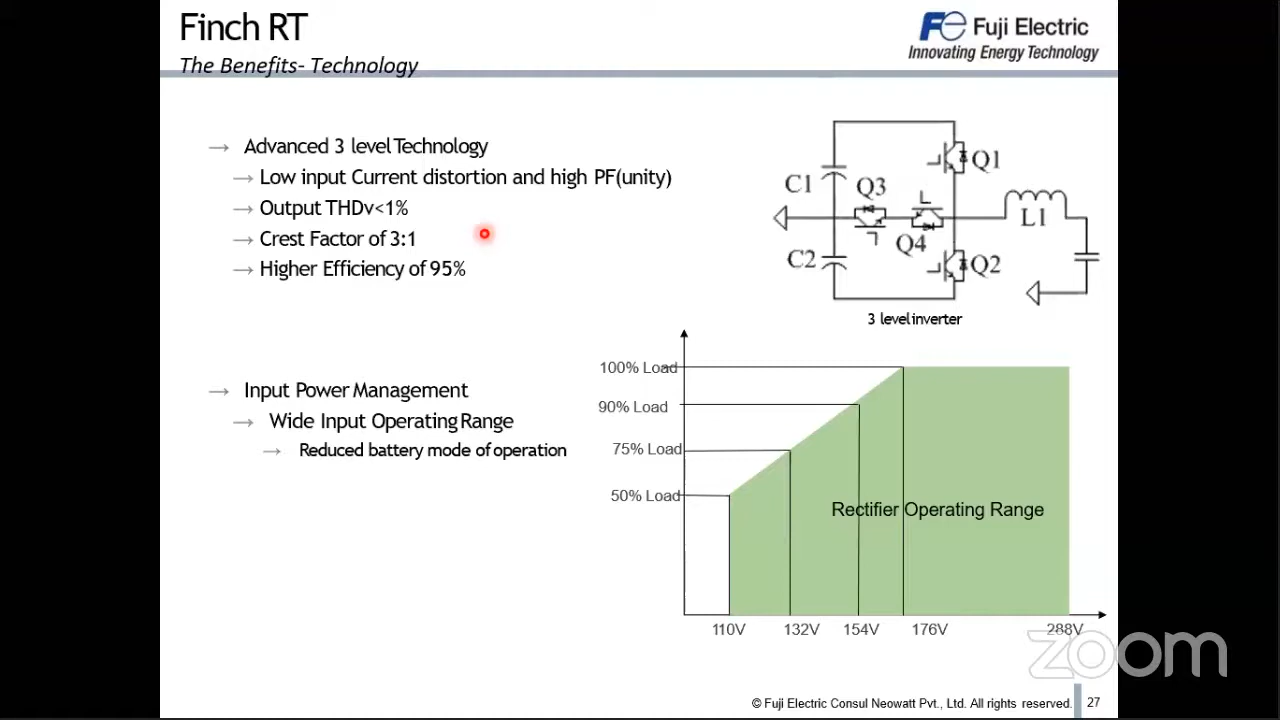 Finch RT
The Benefits- Technology
Fe Fuji Electric
Innovating Energy Technology
→ Advanced 3 level Technology
→ Low input Current distortion and high PF(unity)
→ Output THDv<1%
→ Crest Factor of 3:1
→ Higher Efficiency of 95%
C1
Q3
Q1
L1
Q4
C2
Q2
3 level inverter
→ Input Power Management
→ Wide Input Operating Range
→ Reduced battery mode of operation
100% Load
90% Load
75% Load
50% Load
Rectifier Operating Range
110V 132V 154V 176V 288V
zoom
© Fuji Electric Consul Neowatt Pvt., Ltd. All rights reserved. 27